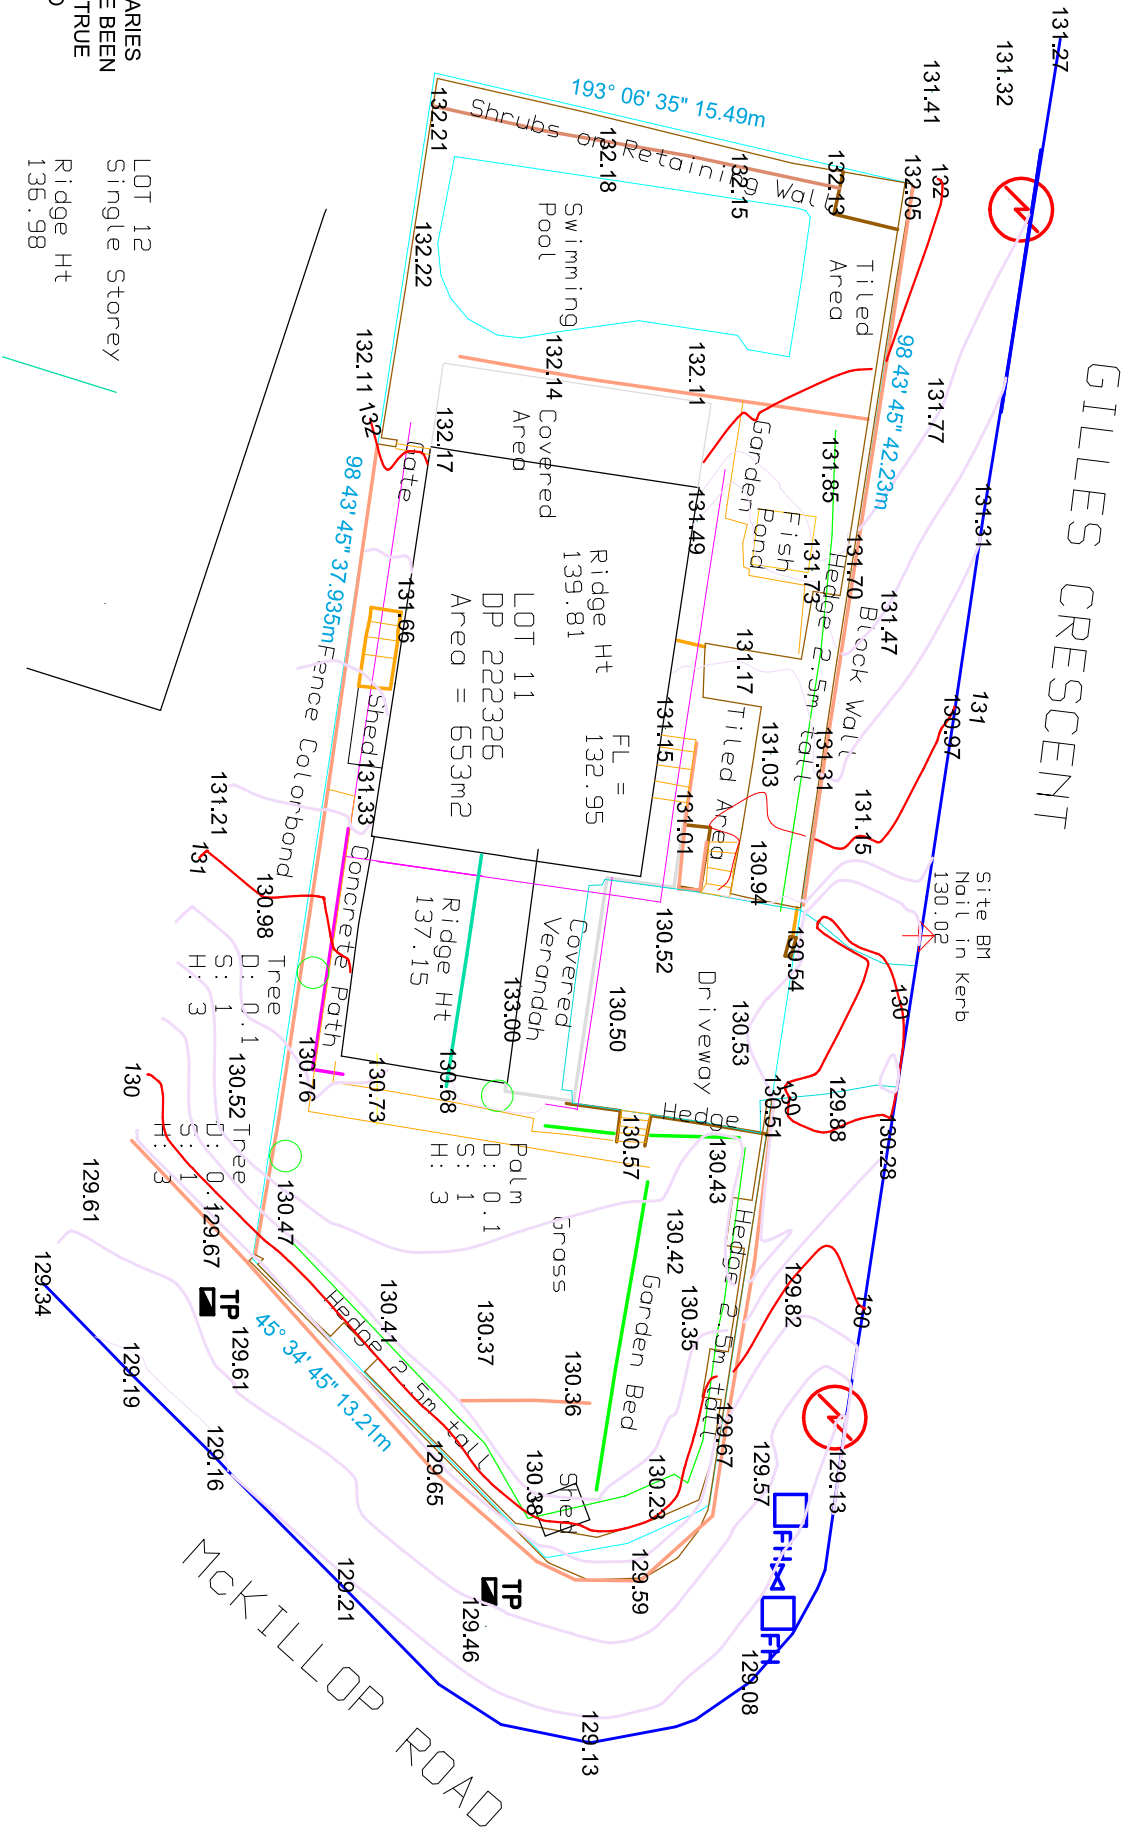 GILLES CRESCENT
McKILLOP ROAD
131.27
131.32
131.41
132
132.05
132.13
132.15
132.18
132.21
193° 06' 35" 15.49m
Shrubs on Retaining Wall
ARIES
E BEEN
TRUE
D
LOT 12
Single Storey
Ridge Ht
136.98
Swimming
Pool
132.22
Tiled
Area
98 43' 45" 42.23m
131.77
131.31
132.11
132.14
132.11
132
132.17
Covered
Area
Gate
98 43' 45" 37.935m
Garden
Fish
Pond
131.85
131.49
131.73
131.70
131.47
Hedge 2.5m tall
Block Wall
Ridge Ht
139.81
LOT 11
DP 222326
Area = 653m2
FL =
132.95
131.66
Shed
Fence Colorbond
131.17
131.15
Tiled Area
131.03
131.31
131.01
131
130.97
131.15
130.94
131.33
131.21
131
130.98
Concrete Path
Site BM
Nail in Kerb
130.02
130.52
130.54
130
Driveway
130.53
130.50
Covered
Verandah
133.00
Ridge Ht
137.15
Tree
D: 0.1
S: 1
H: 3
130.76
130.73
130.68
130.52
130
Tree
D: 0.1
S: 1
H: 3
Palm
D: 0.1
S: 1
H: 3
130.57
Hedge
130.51
130
129.88
130.28
130.43
130.42
130.35
Hedge 2.5m tall
Garden Bed
Grass
129.82
130
130.47
129.67
129.61
129.34
129.19
129.16
TP
129.61
45° 34' 45" 13.21m
Hedge 2.5m tall
130.41
130.37
130.36
130.38
Shed
130.23
129.67
129.57
129.13
FH
FH
129.65
129.59
TP
129.46
129.21
129.13
129.08